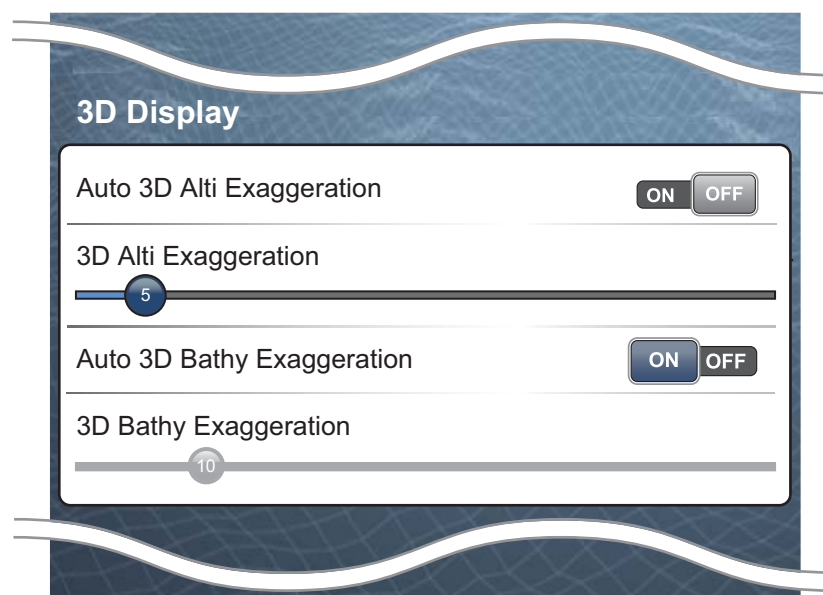 3D Display
Auto 3D Alti Exaggeration ON OFF
3D Alti Exaggeration
5
Auto 3D Bathy Exaggeration ON OFF
3D Bathy Exaggeration
10